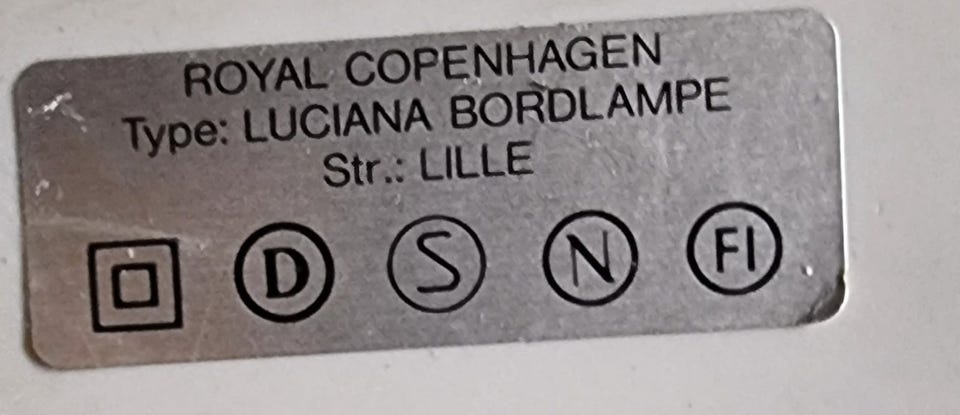 ROYAL COPENHAGEN
Type: LUCIANA BORDLAMPE
Str.: LILLE
D S N FI